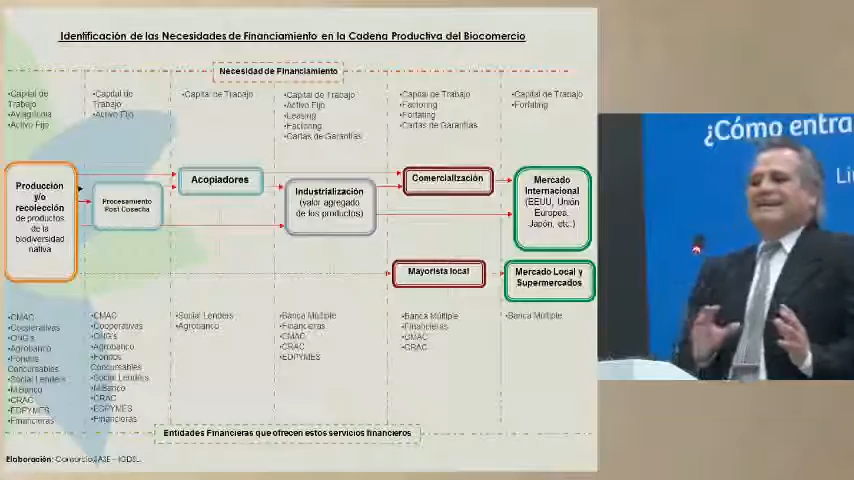 Identificación de las Necesidades de Financiamiento en la Cadena Productiva del Biocomercio
Necesidad de Financiamiento
•Capital de
Trabajo
•Avíagrícola
•Activo Fijo
•Capital de
Trabajo
•Activo Fijo
•Capital de Trabajo
•Capital de Trabajo
•Activo Fijo
•Leasing
•Factoring
•Cartas de Garantías
•Capital de Trabajo
•Factoring
•Forfating
•Cartas de Garantías
•Capital de Trabajo
•Forfating
Producción
y/o
recolección
de productos
de la
biodiversidad
nativa
Procesamiento
Post Cosecha
Acopiadores
Industrialización
(valor agregado
de los productos)
Comercialización
Mercado
Internacional
(EEUU, Unión
Europea,
Japón, etc.)
Mayorista local
Mercado Local y
Supermercados
•CMAC
•Cooperativas
•ONG's
•Agrobanco
•Fondos
Concursables
•Social Lenders
•MiBanco
•CRAC
•EDPYMES
•Financieras
•CMAC
•Cooperativas
•ONG's
•Agrobanco
•Fondos
Concursables
•Social Lenders
•MiBanco
•CRAC
•EDPYMES
•Financieras
•Social Lenders
•Agrobanco
•Banca Múltiple
•Financieras
•CMAC
•CRAC
•EDPYMES
•Banca Múltiple
•Financieras
•CMAC
•CRAC
•Banca Múltiple
Entidades Financieras que ofrecen estos servicios financieros
Elaboración: Consorcio
¿Cómo entra